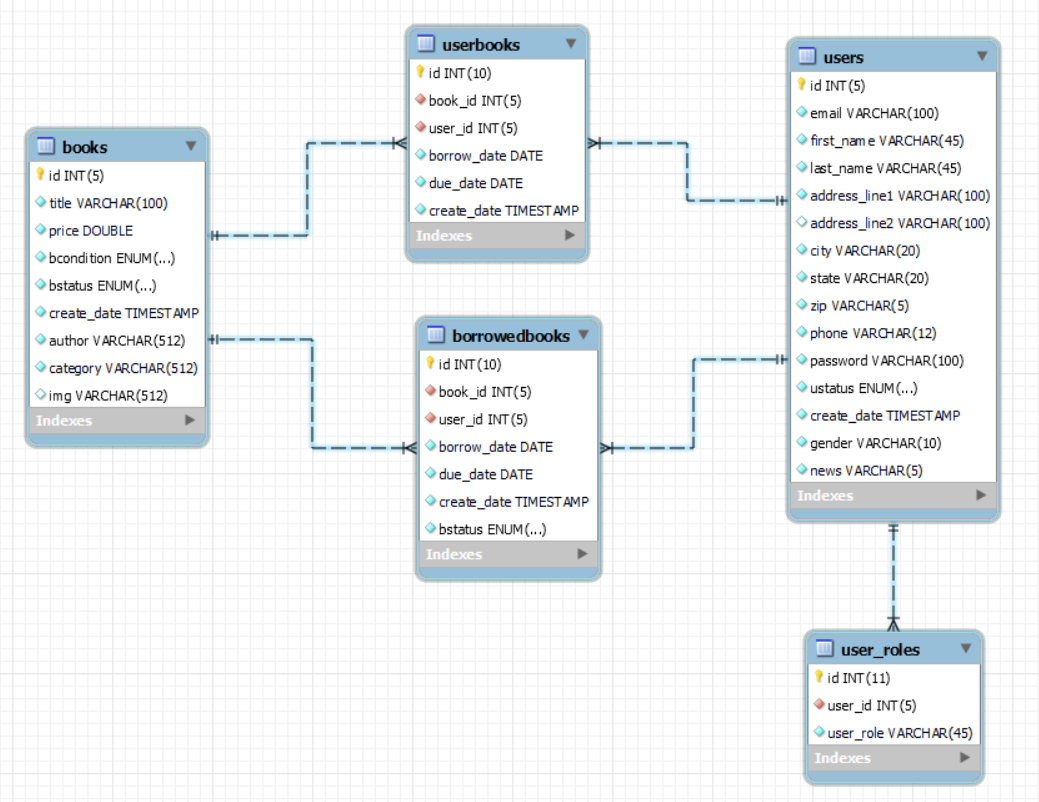 books
id INT(5)
title VARCHAR(100)
price DOUBLE
bcondition ENUM(...)
bstatus ENUM(...)
create_date TIMESTAMP
author VARCHAR(512)
category VARCHAR(512)
img VARCHAR(512)
Indexes
userbooks
id INT(10)
book_id INT(5)
user_id INT(5)
borrow_date DATE
due_date DATE
create_date TIMESTAMP
Indexes
borrowedbooks
id INT(10)
book_id INT(5)
user_id INT(5)
borrow_date DATE
due_date DATE
create_date TIMESTAMP
bstatus ENUM(...)
Indexes
users
id INT(5)
email VARCHAR(100)
first_name VARCHAR(45)
last_name VARCHAR(45)
address_line1 VARCHAR(100)
address_line2 VARCHAR(100)
city VARCHAR(20)
state VARCHAR(20)
zip VARCHAR(5)
phone VARCHAR(12)
password VARCHAR(100)
ustatus ENUM(...)
create_date TIMESTAMP
gender VARCHAR(10)
news VARCHAR(5)
Indexes
user_roles
id INT(11)
user_id INT(5)
user_role VARCHAR(45)
Indexes